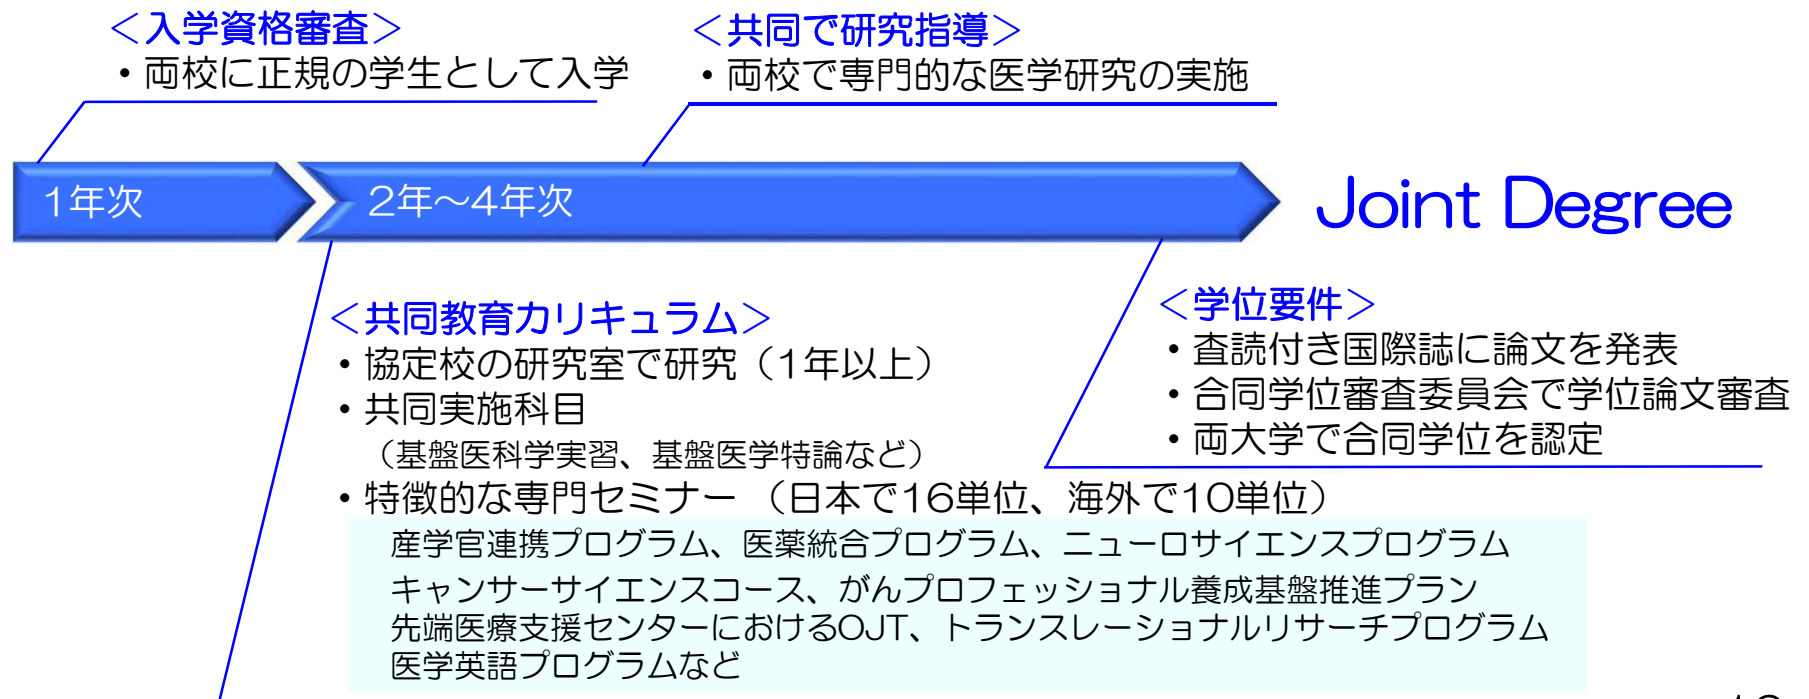 ＜入学資格審査＞
・両校に正規の学生として入学
＜共同で研究指導＞
・両校で専門的な医学研究の実施
1年次
2年～4年次
Joint Degree
＜共同教育カリキュラム＞
・協定校の研究室で研究（1年以上）
・共同実施科目
（基盤医科学実習、基盤医学特論など）
・特徴的な専門セミナー （日本で16単位、海外で10単位）
産学官連携プログラム、医薬統合プログラム、ニューロサイエンスプログラム
キャンサーサイエンスコース、がんプロフェッショナル養成基盤推進プラン
先端医療支援センターにおけるOJT、トランスレーショナルリサーチプログラム
医学英語プログラムなど
＜学位要件＞
・査読付き国際誌に論文を発表
・合同学位審査委員会で学位論文審査
・両大学で合同学位を認定